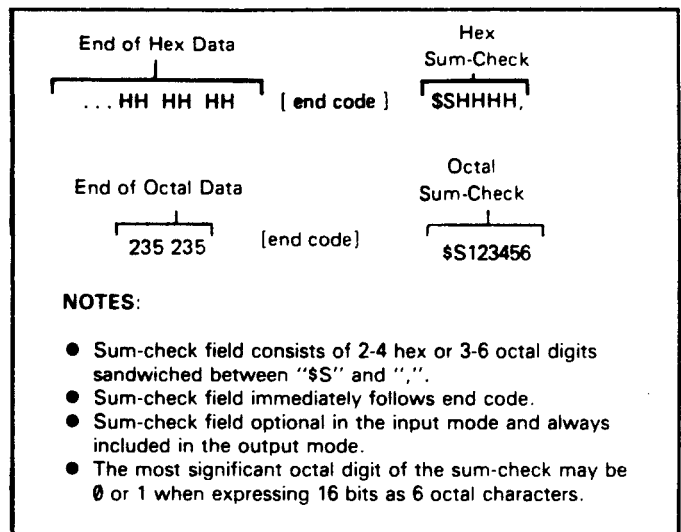 End of Hex Data
Hex
Sum-Check
...HH HH HH [ end code ] $SHHHH,
End of Octal Data
Octal
Sum-Check
235 235 [end code] $S123456
NOTES:
● Sum-check field consists of 2-4 hex or 3-6 octal digits
sandwiched between "$S" and ",".
● Sum-check field immediately follows end code.
● Sum-check field optional in the input mode and always
included in the output mode.
● The most significant octal digit of the sum-check may be
0 or 1 when expressing 16 bits as 6 octal characters.